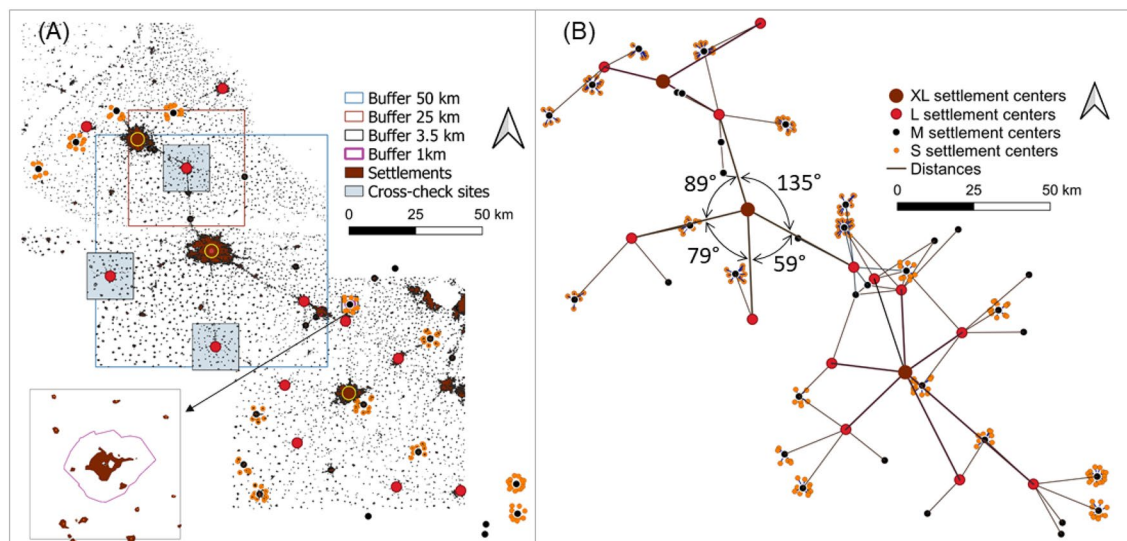 (A)
Buffer 50 km
Buffer 25 km
Buffer 3.5 km
Buffer 1km
Settlements
Cross-check sites
0 25 50 km
(B)
XL settlement centers
L settlement centers
M settlement centers
S settlement centers
Distances
0 25 50 km
89° 135°
79° 59°